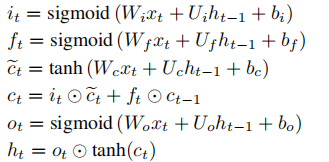 i_t = sigmoid (W_i x_t + U_i h_{t−1} + b_i)
f_t = sigmoid (W_f x_t + U_f h_{t−1} + b_f)
c̃_t = tanh (W_c x_t + U_c h_{t−1} + b_c)
c_t = i_t ⊙ c̃_t + f_t ⊙ c_{t−1}
o_t = sigmoid (W_o x_t + U_o h_{t−1} + b_o)
h_t = o_t ⊙ tanh(c_t)